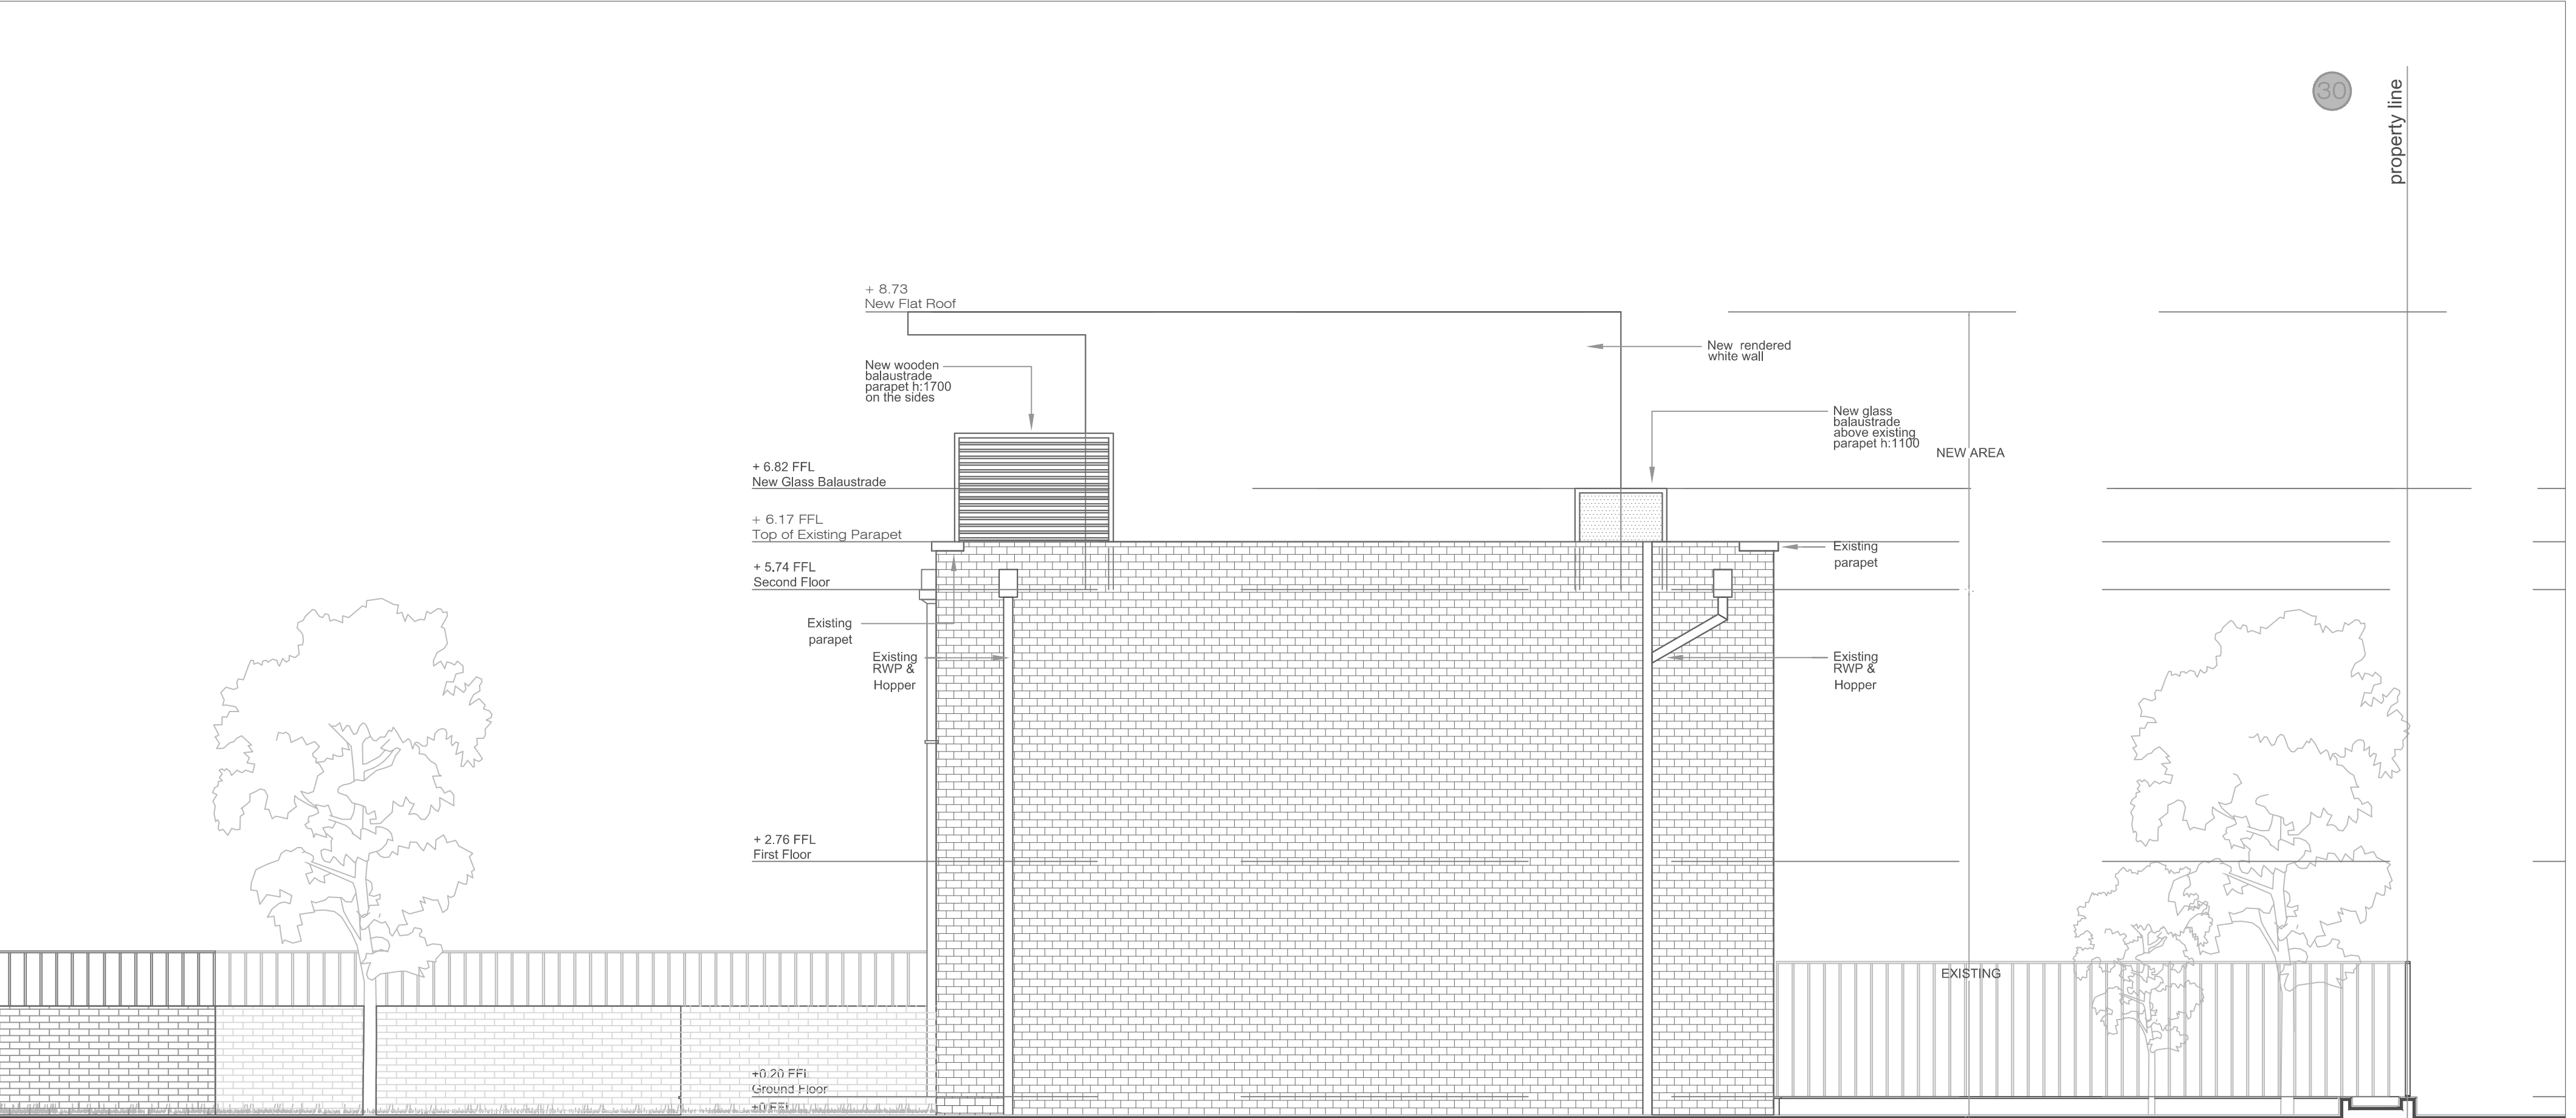 30
property line
+ 8.73
New Flat Roof
New rendered
white wall
New wooden
balaustrade
parapet h:1700
on the sides
New glass
balaustrade
above existing
parapet h:1100
NEW AREA
+ 6.82 FFL
New Glass Balaustrade
+ 6.17 FFL
Top of Existing Parapet
Existing
parapet
+ 5.74 FFL
Second Floor
Existing
parapet
Existing
RWP &
Hopper
Existing
RWP &
Hopper
+ 2.76 FFL
First Floor
EXISTING
+0.20 FFL
Ground Floor
+0 FFL